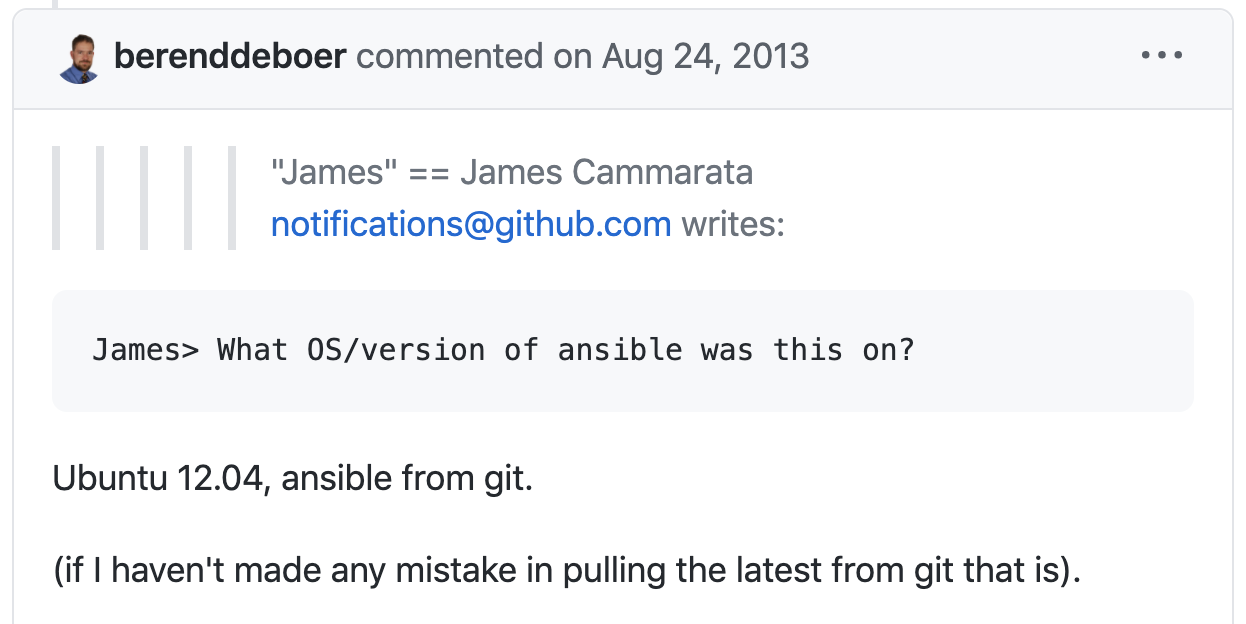 berenddeboer commented on Aug 24, 2013
"James" == James Cammarata
notifications@github.com writes:
James> What OS/version of ansible was this on?
Ubuntu 12.04, ansible from git.
(if I haven't made any mistake in pulling the latest from git that is).